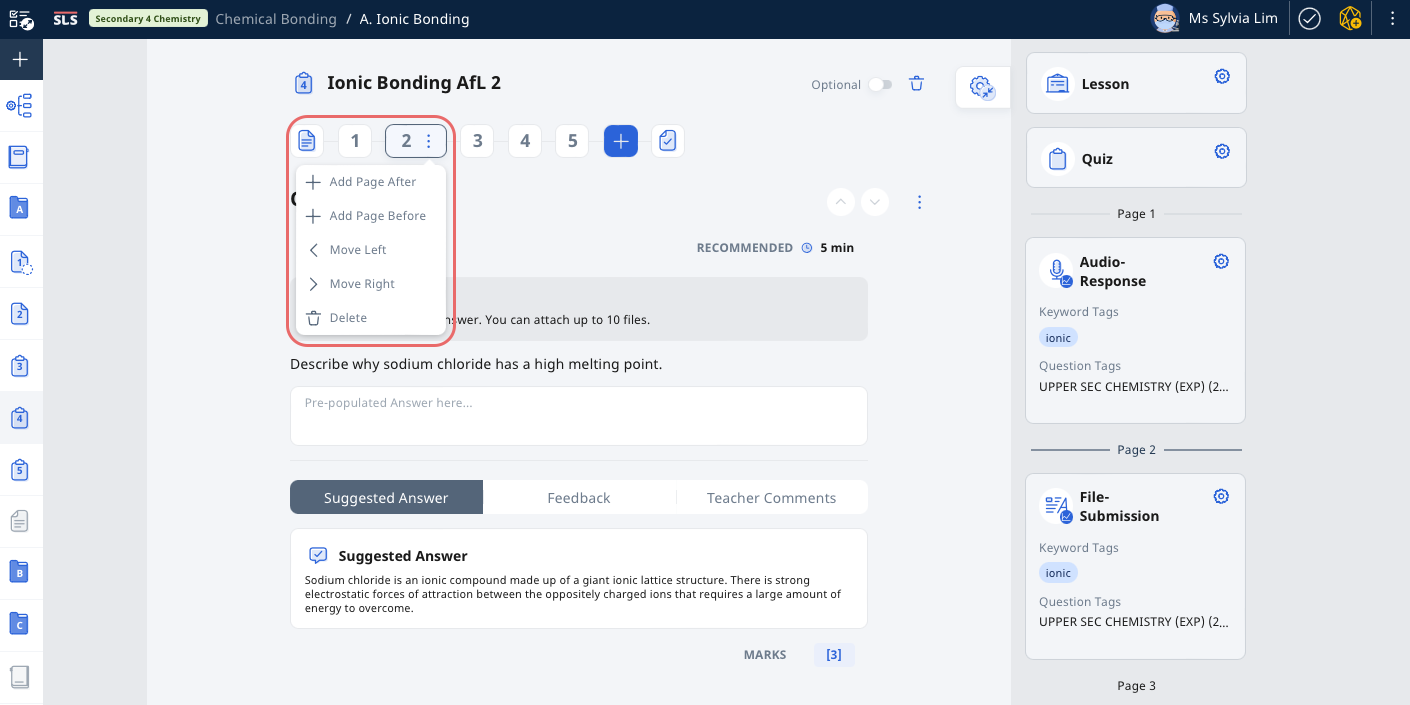 SLS
Secondary 4 Chemistry
Chemical Bonding / A. Ionic Bonding
Ms Sylvia Lim
4
Ionic Bonding AfL 2
Optional
1
2
3
4
5
Add Page After
Add Page Before
Move Left
Move Right
Delete
RECOMMENDED
5 min
swer. You can attach up to 10 files.
Describe why sodium chloride has a high melting point.
Pre-populated Answer here...
Suggested Answer
Feedback
Teacher Comments
Suggested Answer
Sodium chloride is an ionic compound made up of a giant ionic lattice structure. There is strong
electrostatic forces of attraction between the oppositely charged ions that requires a large amount of
energy to overcome.
MARKS
[3]
A
1
2
3
4
5
B
C
Lesson
Quiz
Page 1
Audio-
Response
Keyword Tags
ionic
Question Tags
UPPER SEC CHEMISTRY (EXP) (2...
Page 2
File-
Submission
Keyword Tags
ionic
Question Tags
UPPER SEC CHEMISTRY (EXP) (2...
Page 3